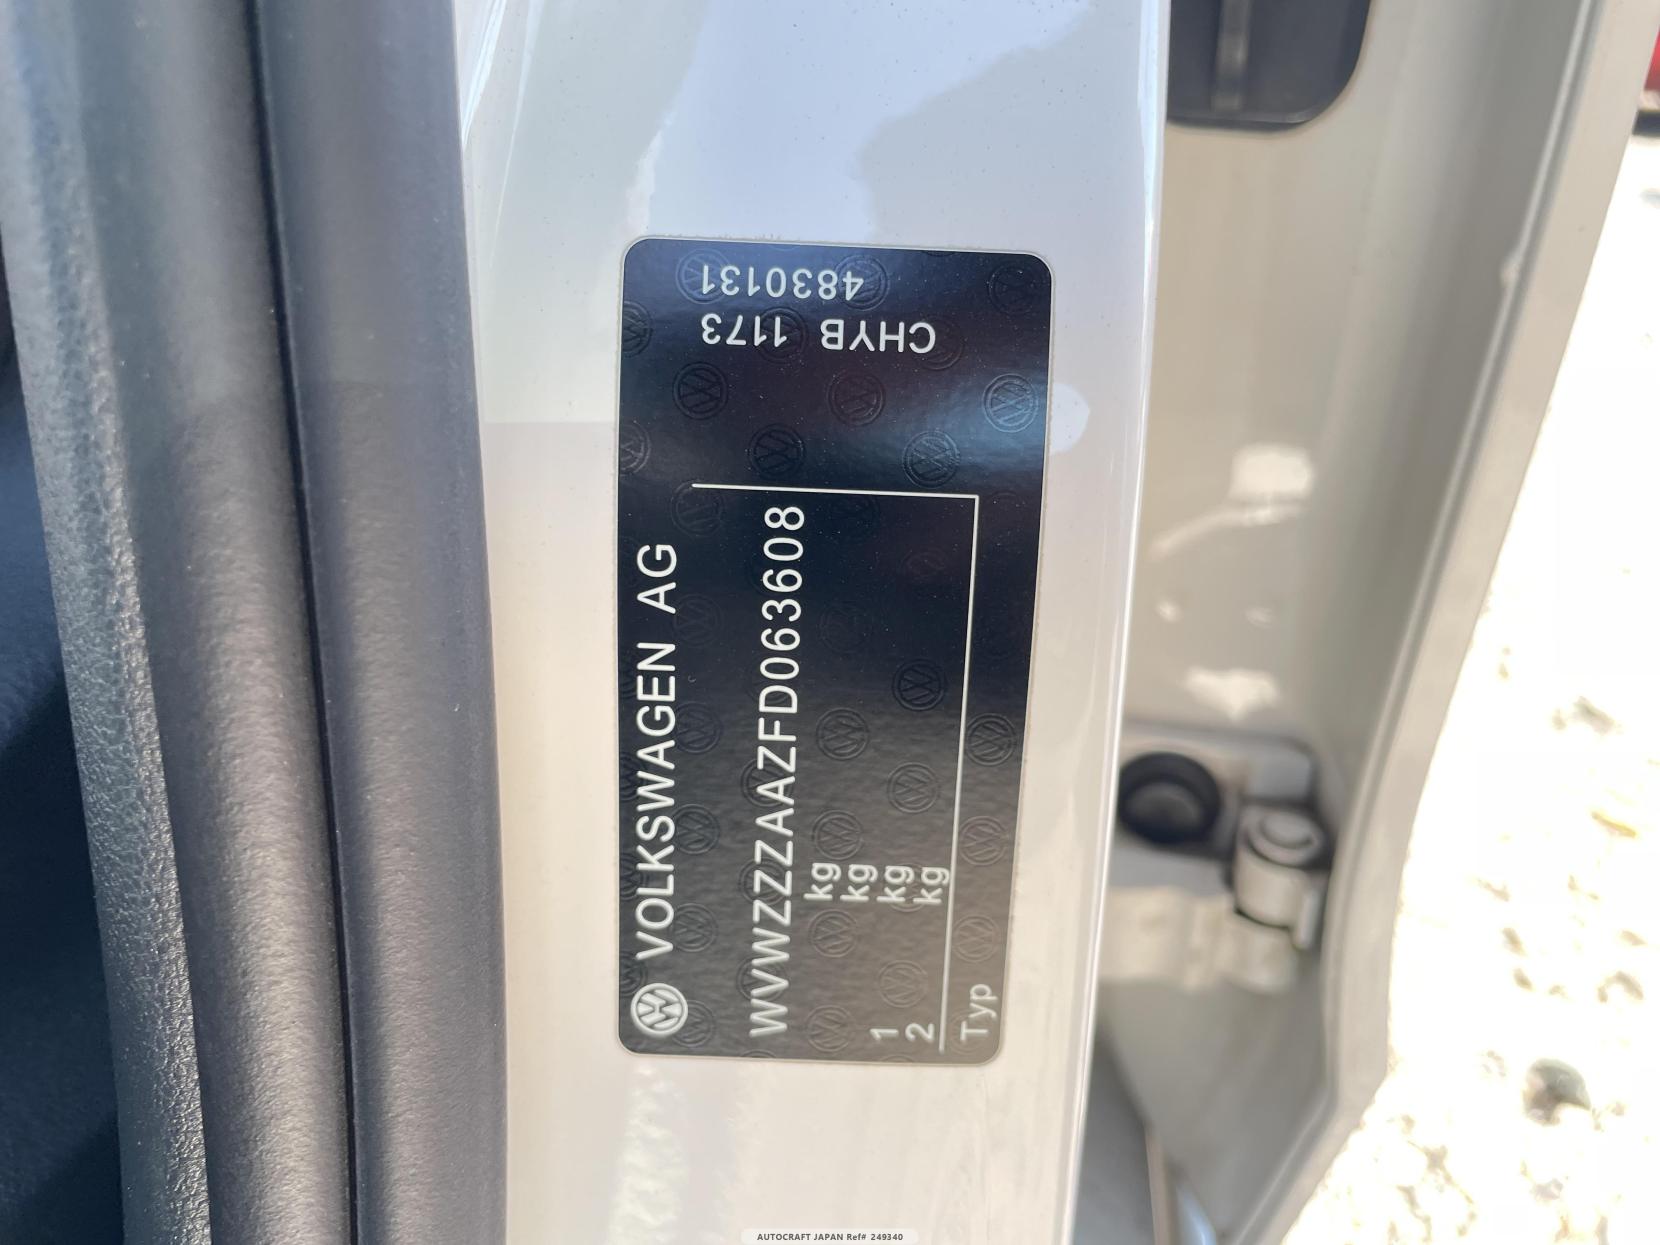 VOLKSWAGEN AG
WVWZZZAAZFD063608
kg
kg
1 kg
2 kg
Typ
CHYB 1173
4830131
AUTOCRAFT JAPAN Ref# 249340